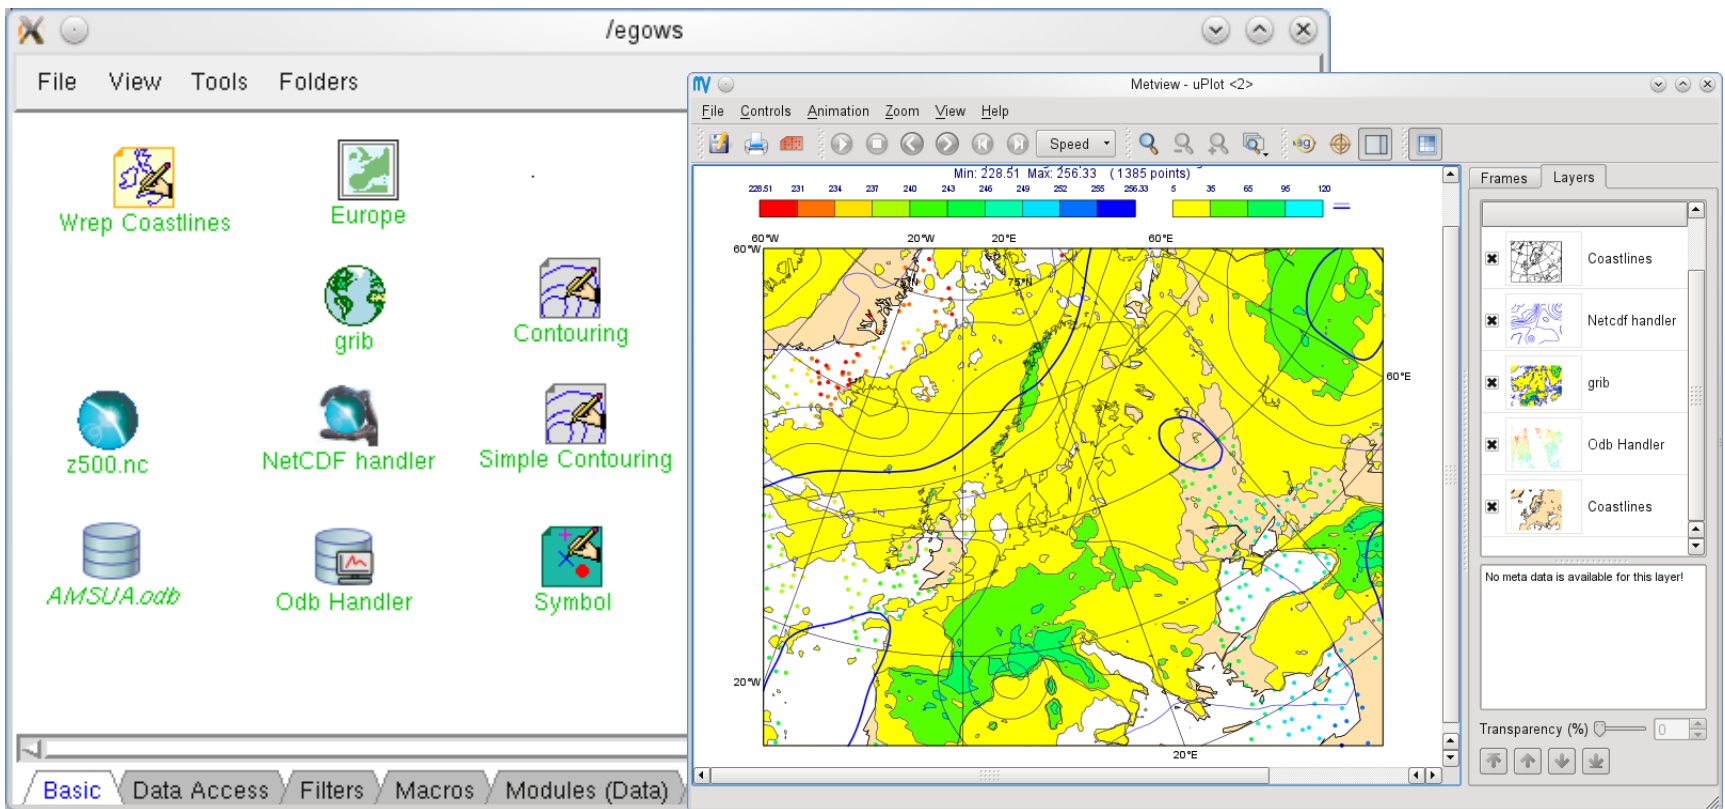 /egows
File View Tools Folders
Wrep Coastlines
Europe
grib
Contouring
z500.nc
NetCDF handler
Simple Contouring
AMSUA.odb
Odb Handler
Symbol
Basic Data Access Filters Macros Modules (Data)
Metview - uPlot <2>
File Controls Animation Zoom View Help
Speed
Min: 228.51 Max: 256.33 (1385 points)
228.51 231 234 237 240 243 246 249 252 255 256.33 5 35 65 95 120
60°W 20°W 20°E 60°E
60°W
75°N 75°N
60°E
20°W
20°E
Frames Layers
Coastlines
Netcdf handler
grib
Odb Handler
Coastlines
No meta data is available for this layer!
Transparency (%) 0